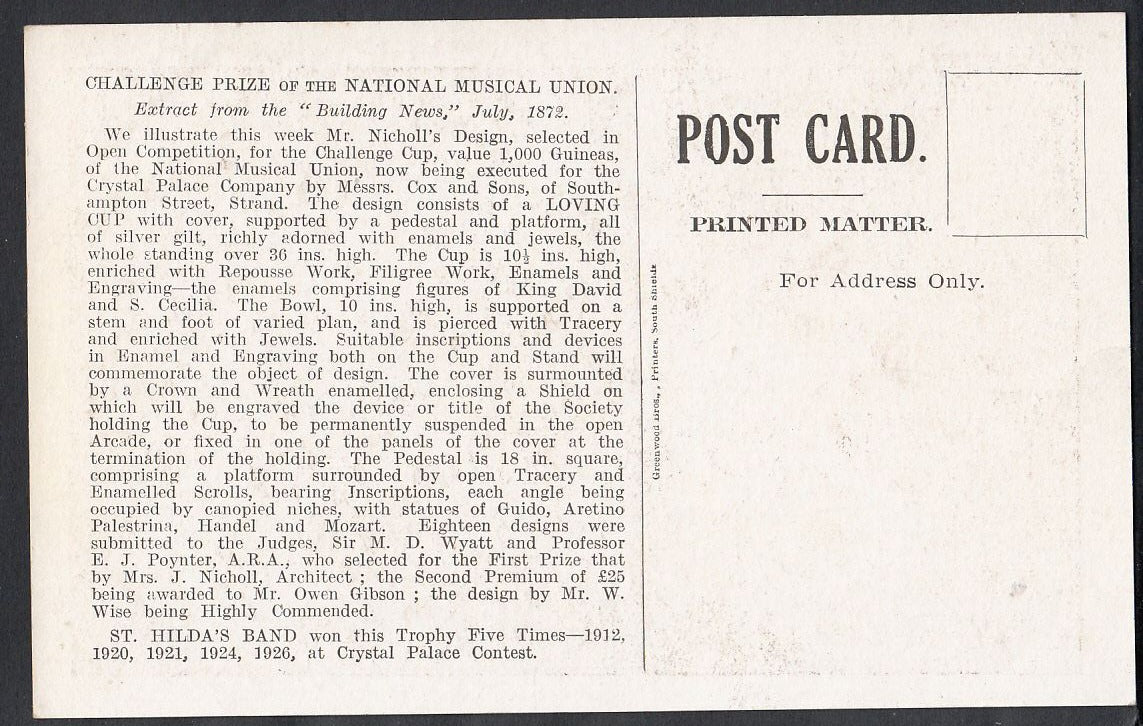 CHALLENGE PRIZE OF THE NATIONAL MUSICAL UNION.
Extract from the "Building News," July, 1872.
We illustrate this week Mr. Nicholl's Design, selected in
Open Competition, for the Challenge Cup, value 1,000 Guineas,
of the National Musical Union, now being executed for the
Crystal Palace Company by Messrs. Cox and Sons, of South-
ampton Street, Strand. The design consists of a LOVING
CUP with cover, supported by a pedestal and platform, all
of silver gilt, richly adorned with enamels and jewels, the
whole standing over 36 ins. high. The Cup is 10½ ins. high,
enriched with Repousse Work, Filigree Work, Enamels and
Engraving—the enamels comprising figures of King David
and S. Cecilia. The Bowl, 10 ins. high, is supported on a
stem and foot of varied plan, and is pierced with Tracery
and enriched with Jewels. Suitable inscriptions and devices
in Enamel and Engraving both on the Cup and Stand will
commemorate the object of design. The cover is surmounted
by a Crown and Wreath enamelled, enclosing a Shield on
which will be engraved the device or title of the Society
holding the Cup, to be permanently suspended in the open
Arcade, or fixed in one of the panels of the cover at the
termination of the holding. The Pedestal is 18 in. square,
comprising a platform surrounded by open Tracery and
Enamelled Scrolls, bearing Inscriptions, each angle being
occupied by canopied niches, with statues of Guido, Aretino
Palestrina, Handel and Mozart. Eighteen designs were
submitted to the Judges, Sir M. D. Wyatt and Professor
E. J. Poynter, A.R.A., who selected for the First Prize that
by Mrs. J. Nicholl, Architect ; the Second Premium of £25
being awarded to Mr. Owen Gibson ; the design by Mr. W.
Wise being Highly Commended.
ST. HILDA'S BAND won this Trophy Five Times—1912,
1920, 1921, 1924, 1926, at Crystal Palace Contest.
Greenwood Bros., Printers, South Shields
POST CARD.
PRINTED MATTER.
For Address Only.